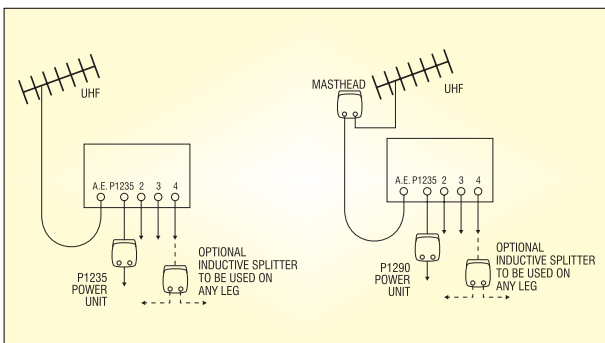 UHF
A.E. P1235 2 3 4
P1235
POWER
UNIT
OPTIONAL
INDUCTIVE SPLITTER
TO BE USED ON
ANY LEG
MASTHEAD
UHF
A.E. P1235 2 3 4
P1290
POWER
UNIT
OPTIONAL
INDUCTIVE SPLITTER
TO BE USED ON
ANY LEG